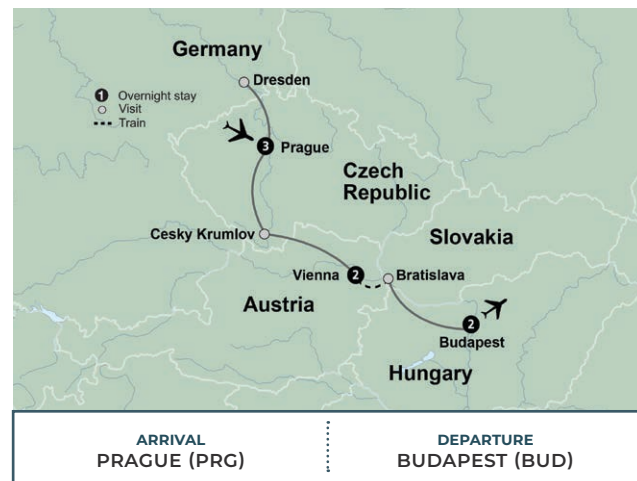 Germany
Dresden
1 Overnight stay
Visit
Train
3 Prague
Czech
Republic
Cesky Krumlov
Slovakia
Vienna 2
Bratislava
Austria
2
Budapest
Hungary
ARRIVAL
PRAGUE (PRG)
DEPARTURE
BUDAPEST (BUD)